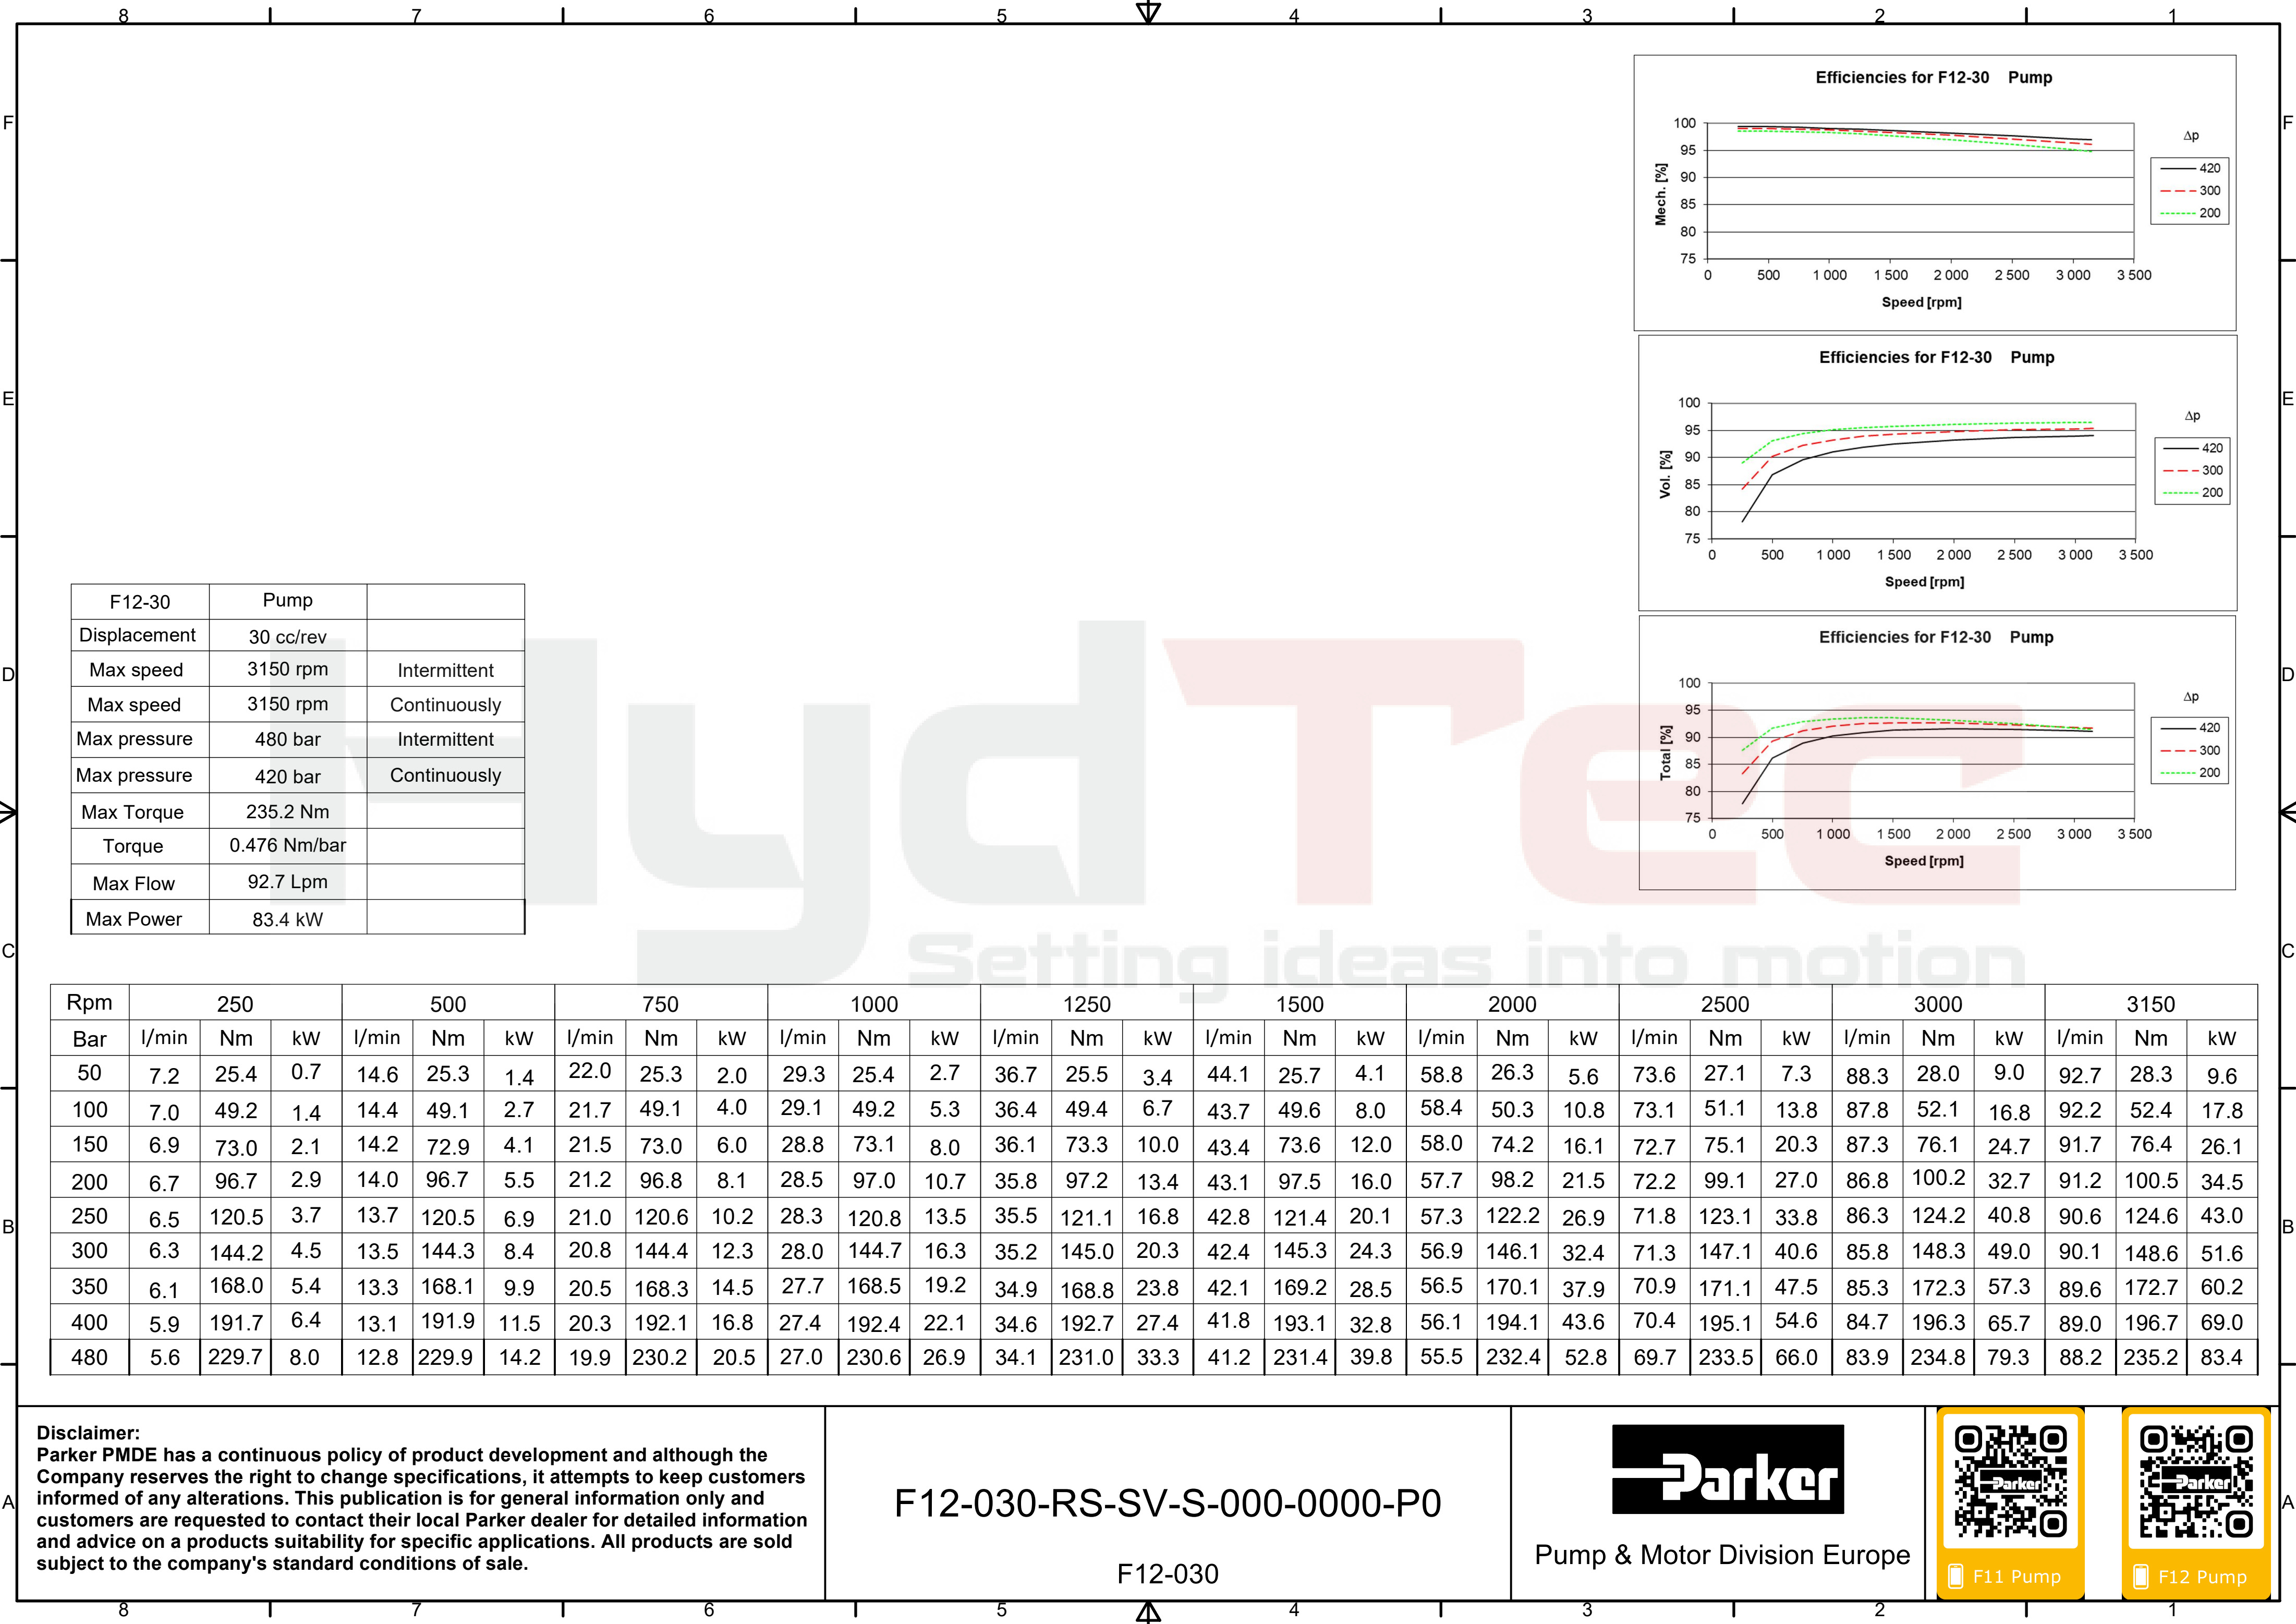 8 7 6 5 4 3 2 1
F F
E E
D D
C C
B B
A A
Efficiencies for F12-30 Pump
Mech. [%]
100
95
90
85
80
75
0 500 1 000 1 500 2 000 2 500 3 000 3 500
Speed [rpm]
Δp
420
300
200
Efficiencies for F12-30 Pump
Vol. [%]
100
95
90
85
80
75
0 500 1 000 1 500 2 000 2 500 3 000 3 500
Speed [rpm]
Δp
420
300
200
Efficiencies for F12-30 Pump
Total [%]
100
95
90
85
80
75
0 500 1 000 1 500 2 000 2 500 3 000 3 500
Speed [rpm]
Δp
420
300
200
F12-30 Pump
Displacement 30 cc/rev
Max speed 3150 rpm Intermittent
Max speed 3150 rpm Continuously
Max pressure 480 bar Intermittent
Max pressure 420 bar Continuously
Max Torque 235.2 Nm
Torque 0.476 Nm/bar
Max Flow 92.7 Lpm
Max Power 83.4 kW
HydTec
Setting ideas into motion
Rpm 250 500 750 1000 1250 1500 2000 2500 3000 3150
Bar l/min Nm kW l/min Nm kW l/min Nm kW l/min Nm kW l/min Nm kW l/min Nm kW l/min Nm kW l/min Nm kW l/min Nm kW l/min Nm kW
50 7.2 25.4 0.7 14.6 25.3 1.4 22.0 25.3 2.0 29.3 25.4 2.7 36.7 25.5 3.4 44.1 25.7 4.1 58.8 26.3 5.6 73.6 27.1 7.3 88.3 28.0 9.0 92.7 28.3 9.6
100 7.0 49.2 1.4 14.4 49.1 2.7 21.7 49.1 4.0 29.1 49.2 5.3 36.4 49.4 6.7 43.7 49.6 8.0 58.4 50.3 10.8 73.1 51.1 13.8 87.8 52.1 16.8 92.2 52.4 17.8
150 6.9 73.0 2.1 14.2 72.9 4.1 21.5 73.0 6.0 28.8 73.1 8.0 36.1 73.3 10.0 43.4 73.6 12.0 58.0 74.2 16.1 72.7 75.1 20.3 87.3 76.1 24.7 91.7 76.4 26.1
200 6.7 96.7 2.9 14.0 96.7 5.5 21.2 96.8 8.1 28.5 97.0 10.7 35.8 97.2 13.4 43.1 97.5 16.0 57.7 98.2 21.5 72.2 99.1 27.0 86.8 100.2 32.7 91.2 100.5 34.5
250 6.5 120.5 3.7 13.7 120.5 6.9 21.0 120.6 10.2 28.3 120.8 13.5 35.5 121.1 16.8 42.8 121.4 20.1 57.3 122.2 26.9 71.8 123.1 33.8 86.3 124.2 40.8 90.6 124.6 43.0
300 6.3 144.2 4.5 13.5 144.3 8.4 20.8 144.4 12.3 28.0 144.7 16.3 35.2 145.0 20.3 42.4 145.3 24.3 56.9 146.1 32.4 71.3 147.1 40.6 85.8 148.3 49.0 90.1 148.6 51.6
350 6.1 168.0 5.4 13.3 168.1 9.9 20.5 168.3 14.5 27.7 168.5 19.2 34.9 168.8 23.8 42.1 169.2 28.5 56.5 170.1 37.9 70.9 171.1 47.5 85.3 172.3 57.3 89.6 172.7 60.2
400 5.9 191.7 6.4 13.1 191.9 11.5 20.3 192.1 16.8 27.4 192.4 22.1 34.6 192.7 27.4 41.8 193.1 32.8 56.1 194.1 43.6 70.4 195.1 54.6 84.7 196.3 65.7 89.0 196.7 69.0
480 5.6 229.7 8.0 12.8 229.9 14.2 19.9 230.2 20.5 27.0 230.6 26.9 34.1 231.0 33.3 41.2 231.4 39.8 55.5 232.4 52.8 69.7 233.5 66.0 83.9 234.8 79.3 88.2 235.2 83.4
Disclaimer:
Parker PMDE has a continuous policy of product development and although the
Company reserves the right to change specifications, it attempts to keep customers
informed of any alterations. This publication is for general information only and
customers are requested to contact their local Parker dealer for detailed information
and advice on a products suitability for specific applications. All products are sold
subject to the company's standard conditions of sale.
F12-030-RS-SV-S-000-0000-P0
F12-030
Parker
Pump & Motor Division Europe
Parker
F11 Pump
Parker
F12 Pump
8 7 6 5 4 3 2 1